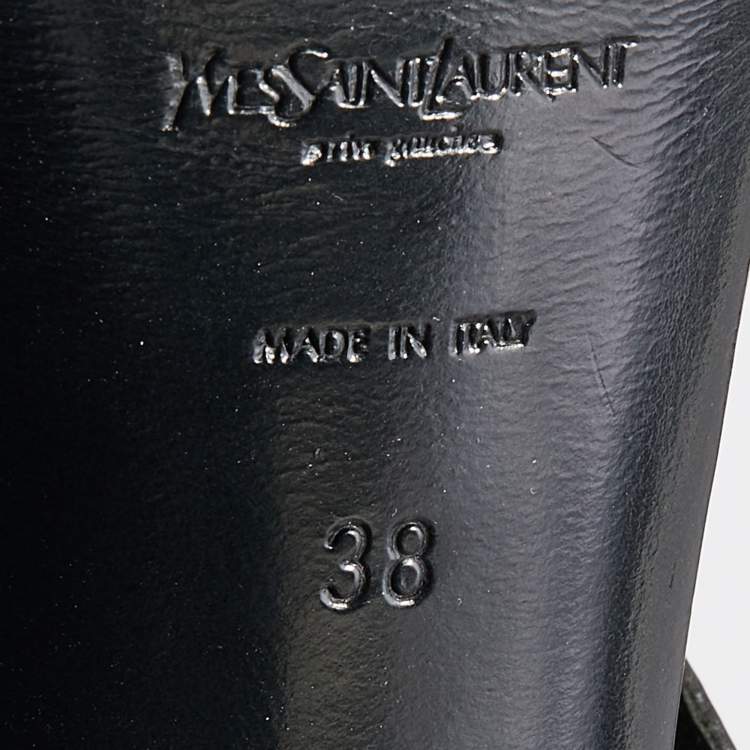 YVESSAINTLAURENT
rive gauche
MADE IN ITALY
38